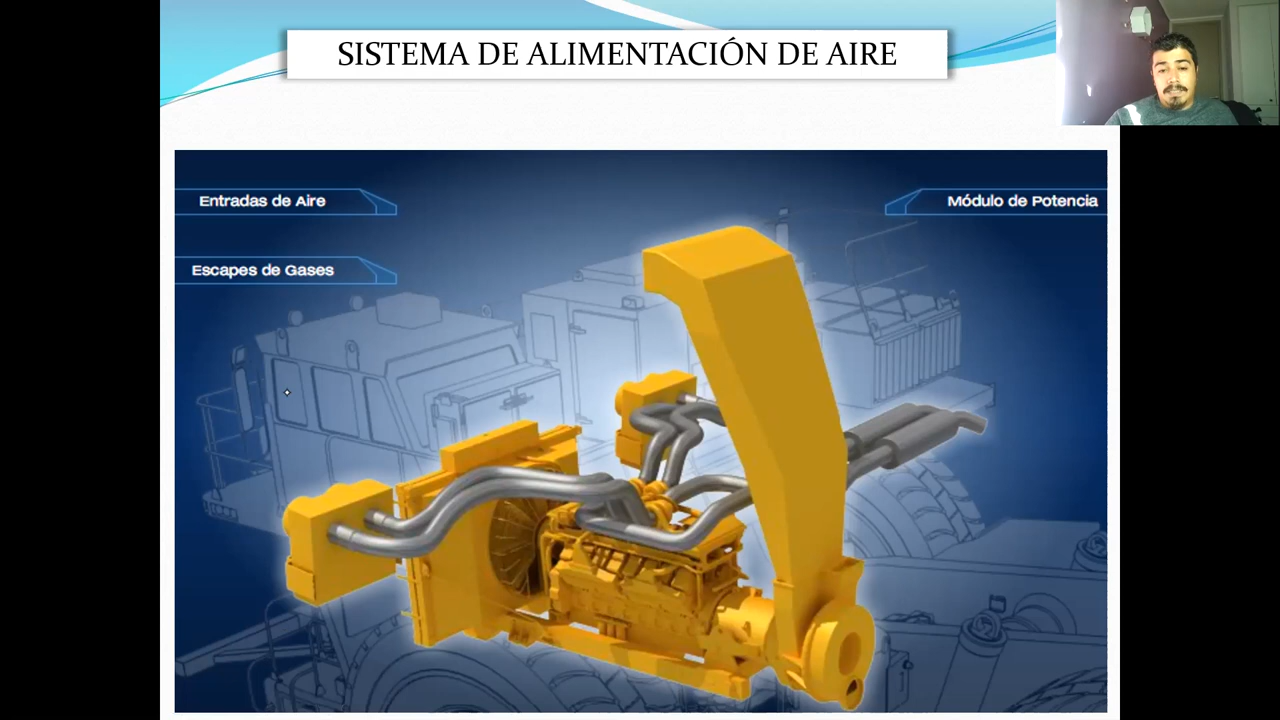 SISTEMA DE ALIMENTACIÓN DE AIRE
Entradas de Aire
Módulo de Potencia
Escapes de Gases